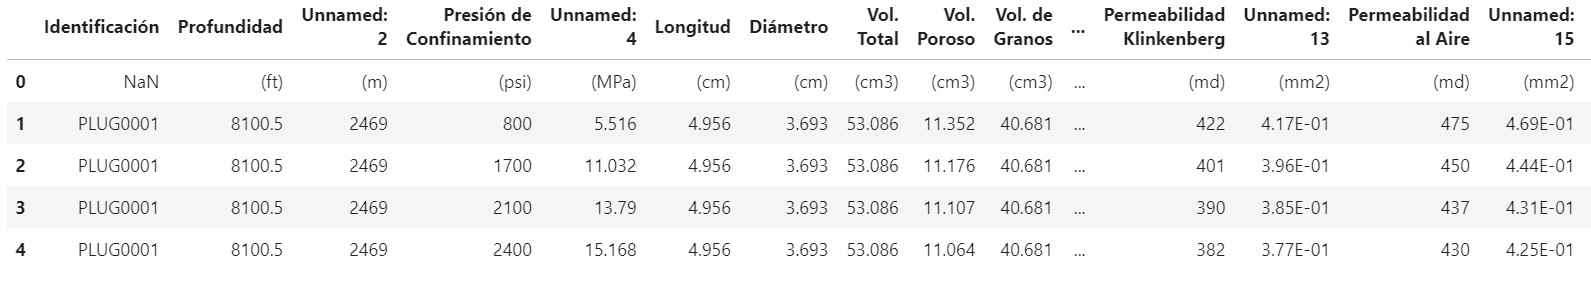 Identificación Profundidad Unnamed: 2 Presión de Confinamiento Unnamed: 4 Longitud Diámetro Vol. Total Vol. Poroso Vol. de Granos ... Permeabilidad Klinkenberg Unnamed: 13 Permeabilidad al Aire Unnamed: 15
0 NaN (ft) (m) (psi) (MPa) (cm) (cm) (cm3) (cm3) (cm3) ... (md) (mm2) (md) (mm2)
1 PLUG0001 8100.5 2469 800 5.516 4.956 3.693 53.086 11.352 40.681 ... 422 4.17E-01 475 4.69E-01
2 PLUG0001 8100.5 2469 1700 11.032 4.956 3.693 53.086 11.176 40.681 ... 401 3.96E-01 450 4.44E-01
3 PLUG0001 8100.5 2469 2100 13.79 4.956 3.693 53.086 11.107 40.681 ... 390 3.85E-01 437 4.31E-01
4 PLUG0001 8100.5 2469 2400 15.168 4.956 3.693 53.086 11.064 40.681 ... 382 3.77E-01 430 4.25E-01